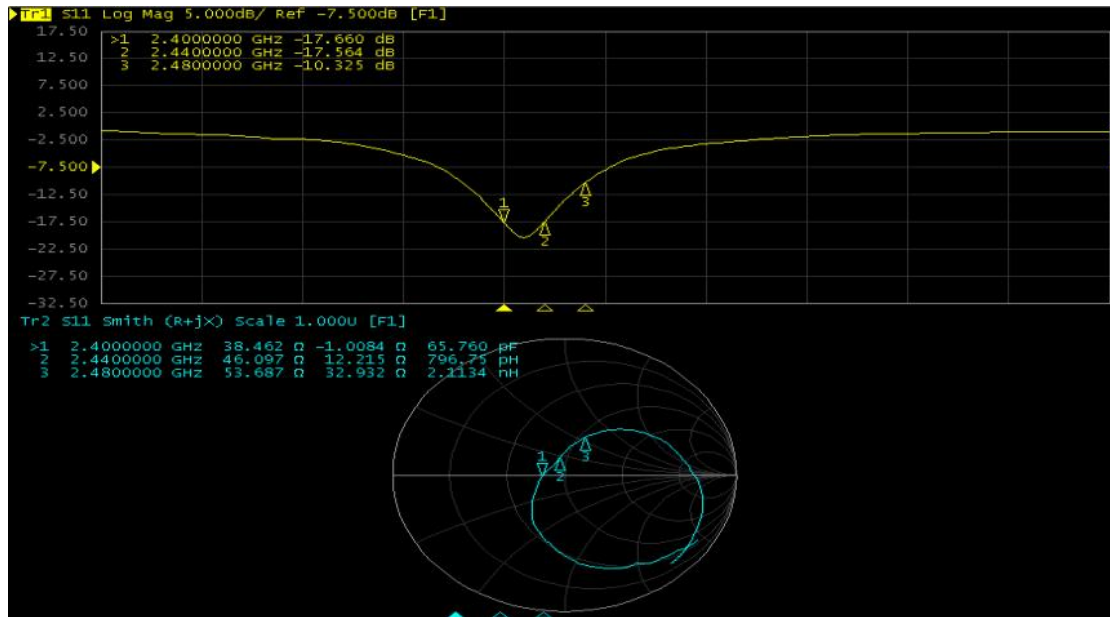 Tr1 S11 Log Mag 5.000dB/ Ref -7.500dB [F1]
17.50
12.50
7.500
2.500
-2.500
-7.500
-12.50
-17.50
-22.50
-27.50
-32.50
>1 2.4000000 GHz -17.660 dB
2 2.4400000 GHz -17.564 dB
3 2.4800000 GHz -10.325 dB
1
2
3
Tr2 S11 Smith (R+jX) Scale 1.000U [F1]
>1 2.4000000 GHz 38.462 Ω -1.0084 Ω 65.760 pF
2 2.4400000 GHz 46.097 Ω 12.215 Ω 796.75 pH
3 2.4800000 GHz 53.687 Ω 32.932 Ω 2.1134 nH
1
2
3